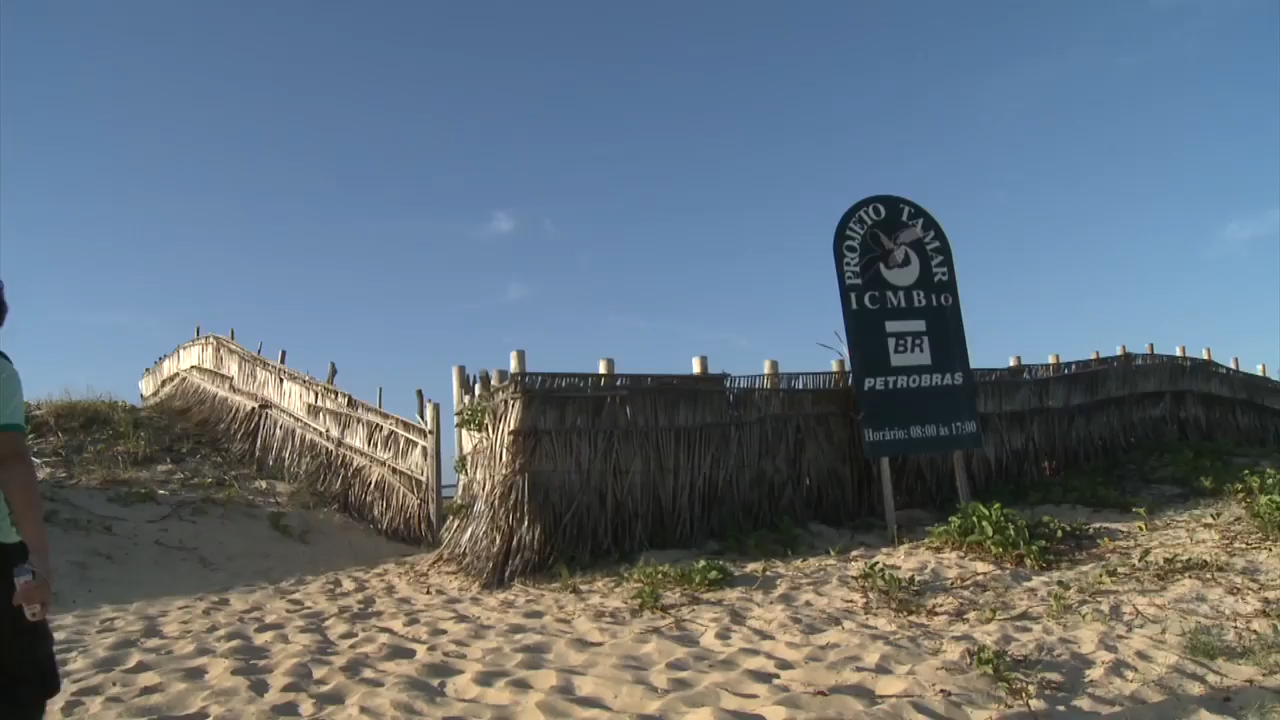 PROJETO TAMAR
ICMBio
BR
PETROBRAS
Horário: 08:00 às 17:00